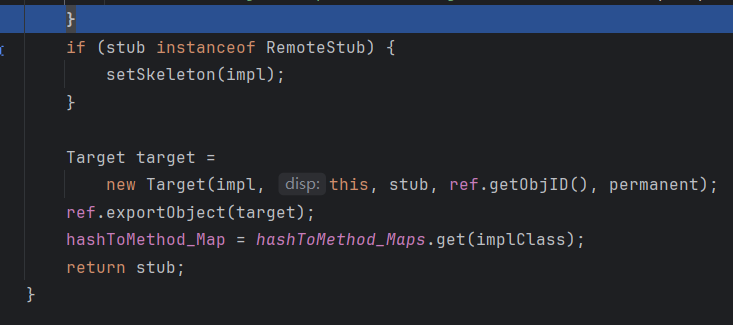 }
if (stub instanceof RemoteStub) {
setSkeleton(impl);
}
Target target =
new Target(impl, disp: this, stub, ref.getObjID(), permanent);
ref.exportObject(target);
hashToMethod_Map = hashToMethod_Maps.get(implClass);
return stub;
}